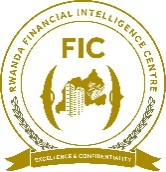 RWANDA FINANCIAL INTELLIGENCE CENTRE
FIC
EXCELLENCE & CONFIDENTIALITY